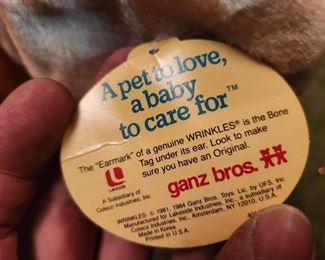 A pet to love,
a baby
to care for™
The "Earmark" of a genuine WRINKLES® is the Bone
Tag under its ear. Look to make
sure you have an Original.
Lakeside
A Subsidiary of
Coleco Industries, Inc.
ganz bros.
WRINKLES © 1981, 1984 Ganz Bros. Toys. Lic by UFS, Inc
Manufactured for Lakeside Industries, Inc. a subsidiary of
Coleco Industries, Inc., Amsterdam, NY 12010. U.S.A.
Made in Korea
Printed in U.S.A.